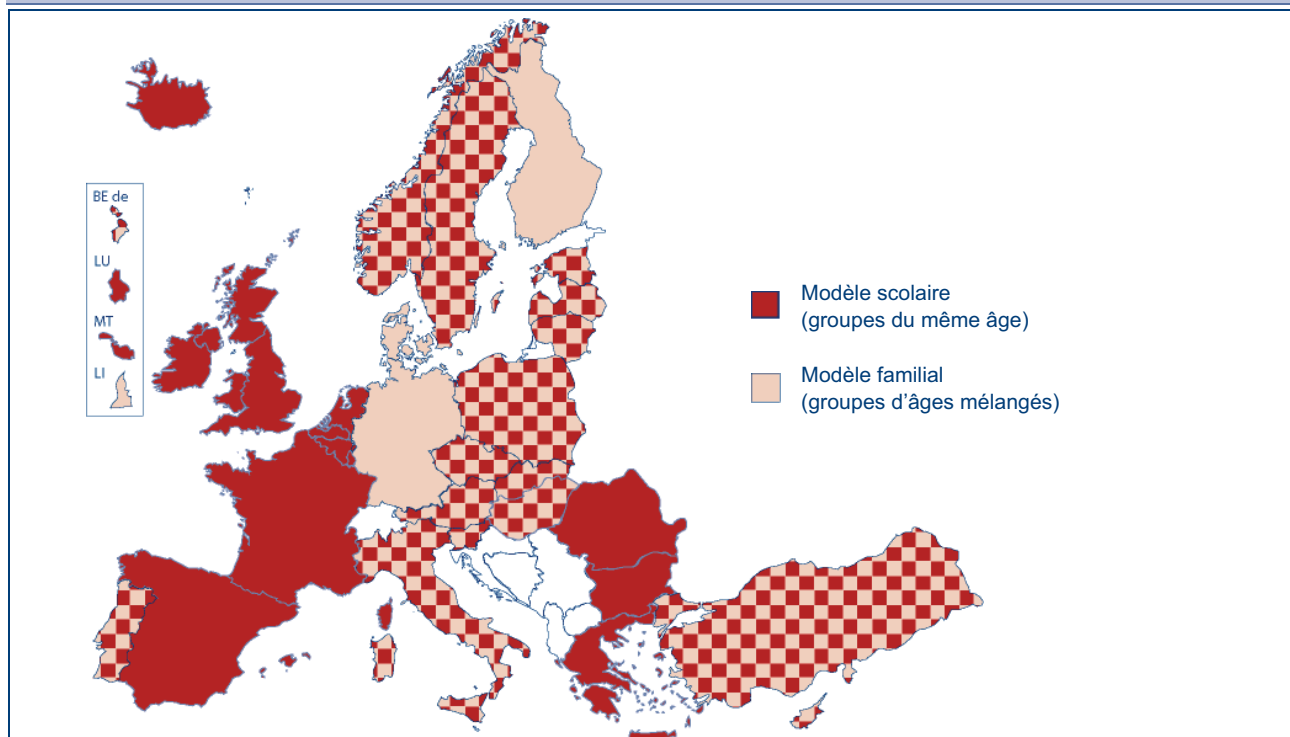 BE de
LU
MT
LI
Modèle scolaire
(groupes du même âge)
Modèle familial
(groupes d'âges mélangés)